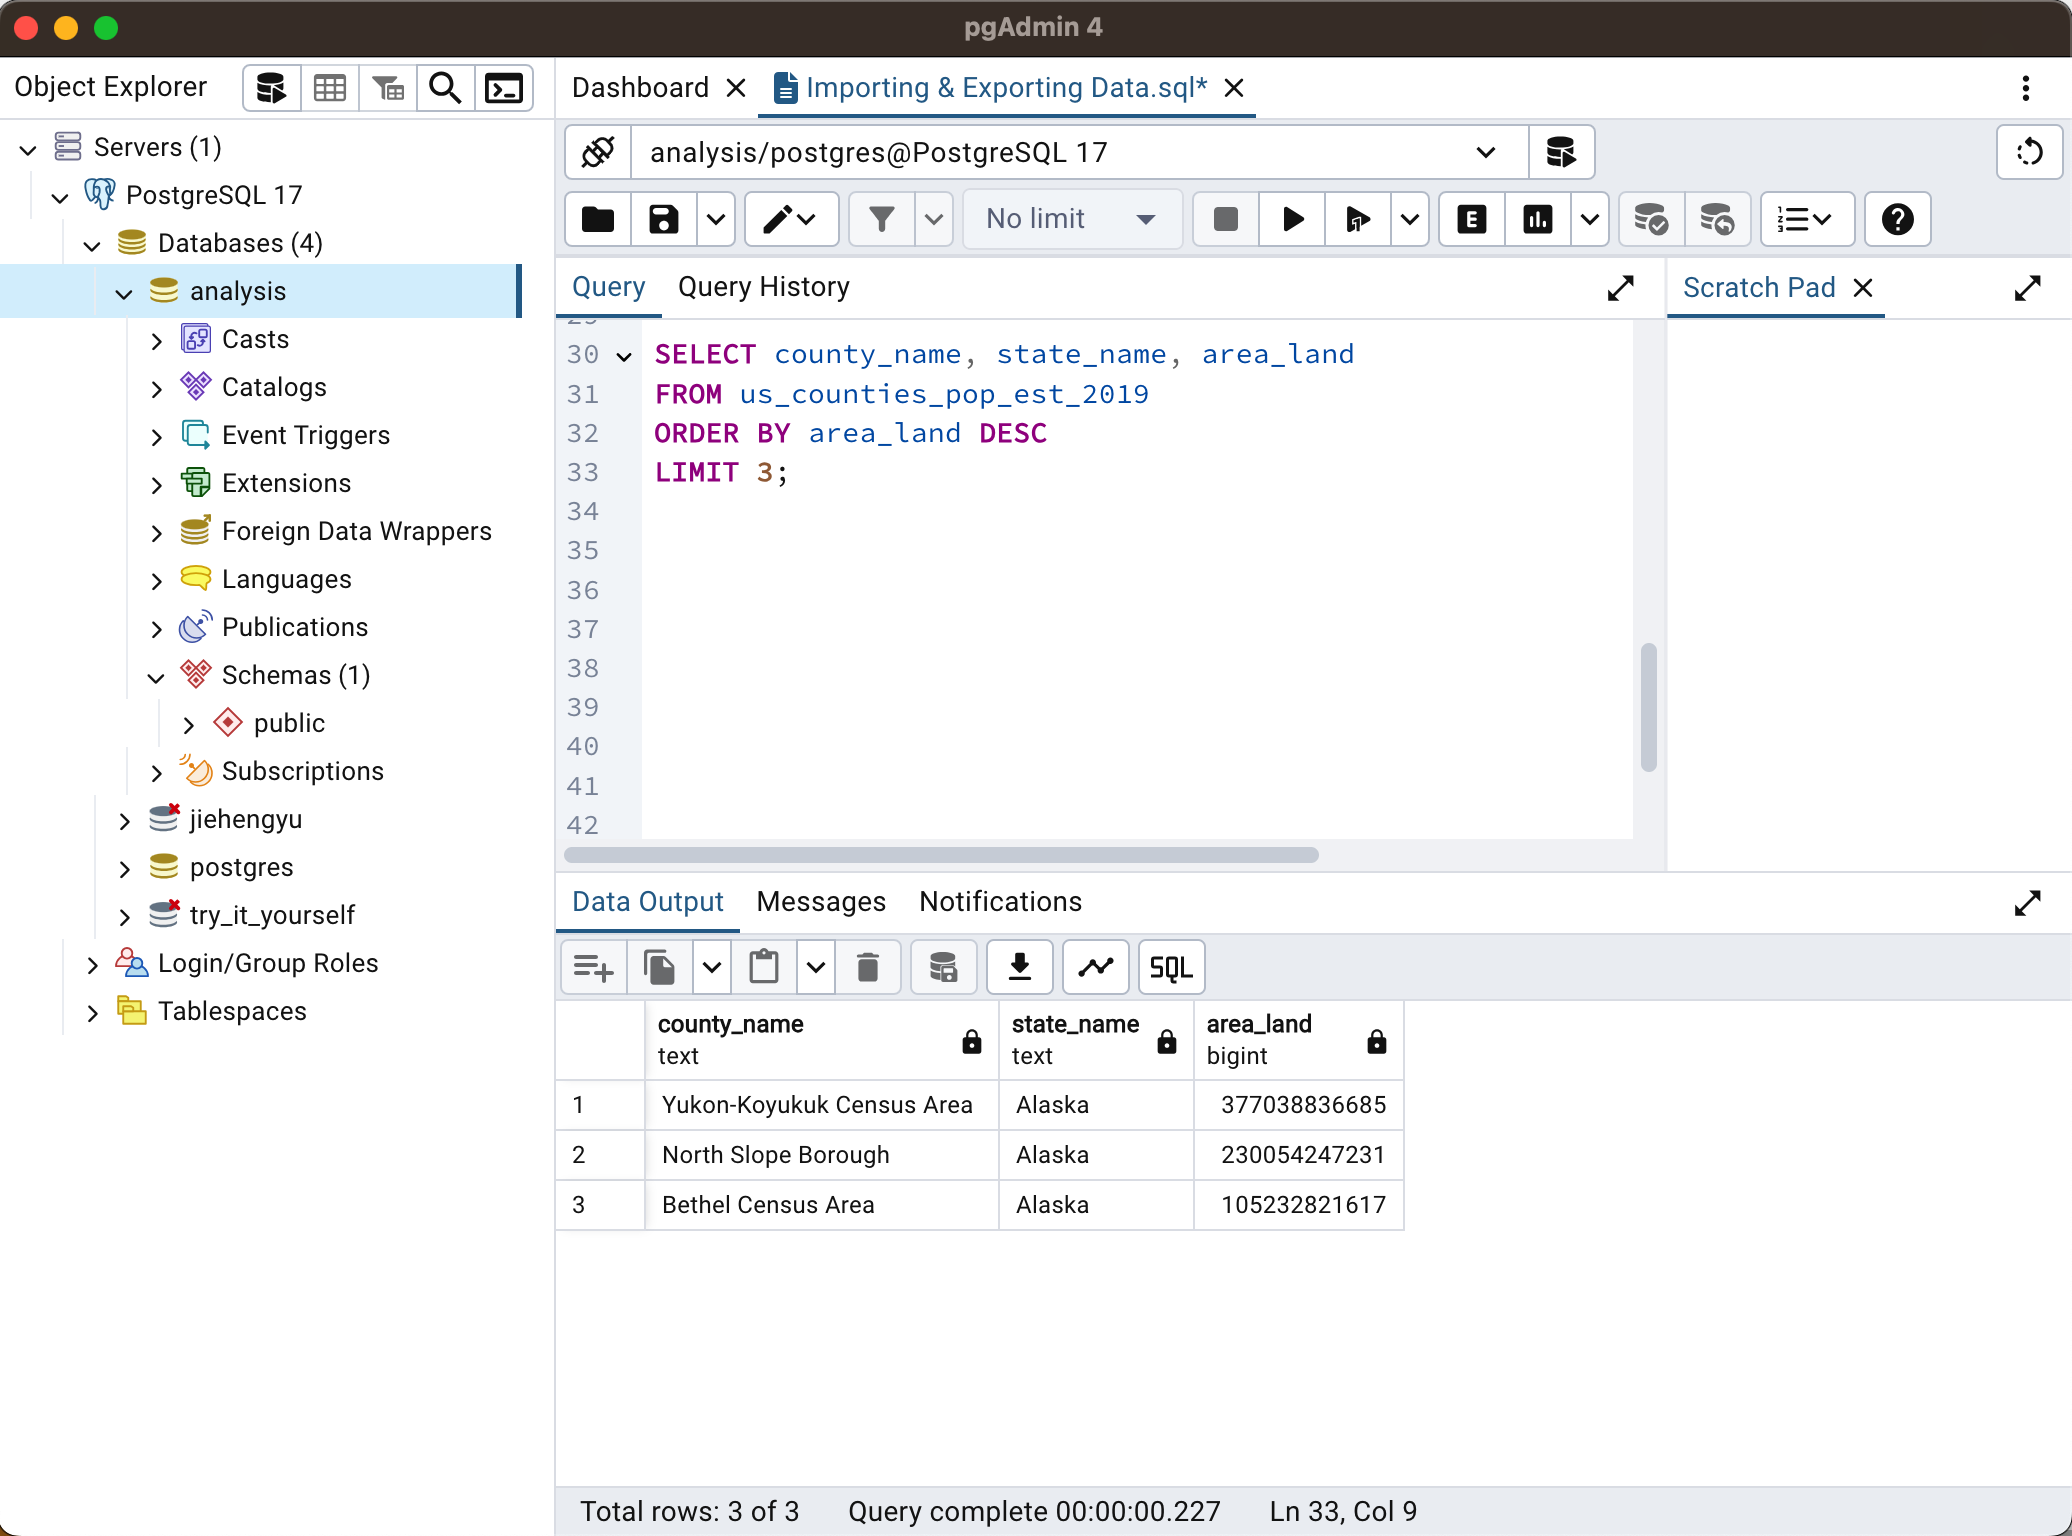 pgAdmin 4
Object Explorer
Servers (1)
PostgreSQL 17
Databases (4)
analysis
Casts
Catalogs
Event Triggers
Extensions
Foreign Data Wrappers
Languages
Publications
Schemas (1)
public
Subscriptions
jiehengyu
postgres
try_it_yourself
Login/Group Roles
Tablespaces
Dashboard
Importing & Exporting Data.sql*
analysis/postgres@PostgreSQL 17
No limit
E
Query Query History
Scratch Pad
30 SELECT county_name, state_name, area_land
31 FROM us_counties_pop_est_2019
32 ORDER BY area_land DESC
33 LIMIT 3;
34
35
36
37
38
39
40
41
42
Data Output Messages Notifications
SQL
county_name state_name area_land
text text bigint
1 Yukon-Koyukuk Census Area Alaska 377038836685
2 North Slope Borough Alaska 230054247231
3 Bethel Census Area Alaska 105232821617
Total rows: 3 of 3 Query complete 00:00:00.227 Ln 33, Col 9